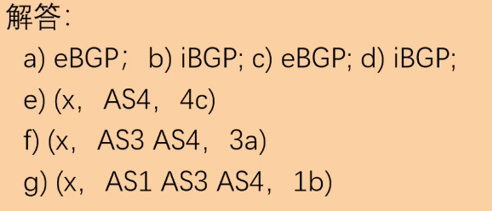 解答：
a) eBGP； b) iBGP; c) eBGP; d) iBGP;
e) (x， AS4， 4c)
f) (x， AS3 AS4， 3a)
g) (x， AS1 AS3 AS4， 1b)